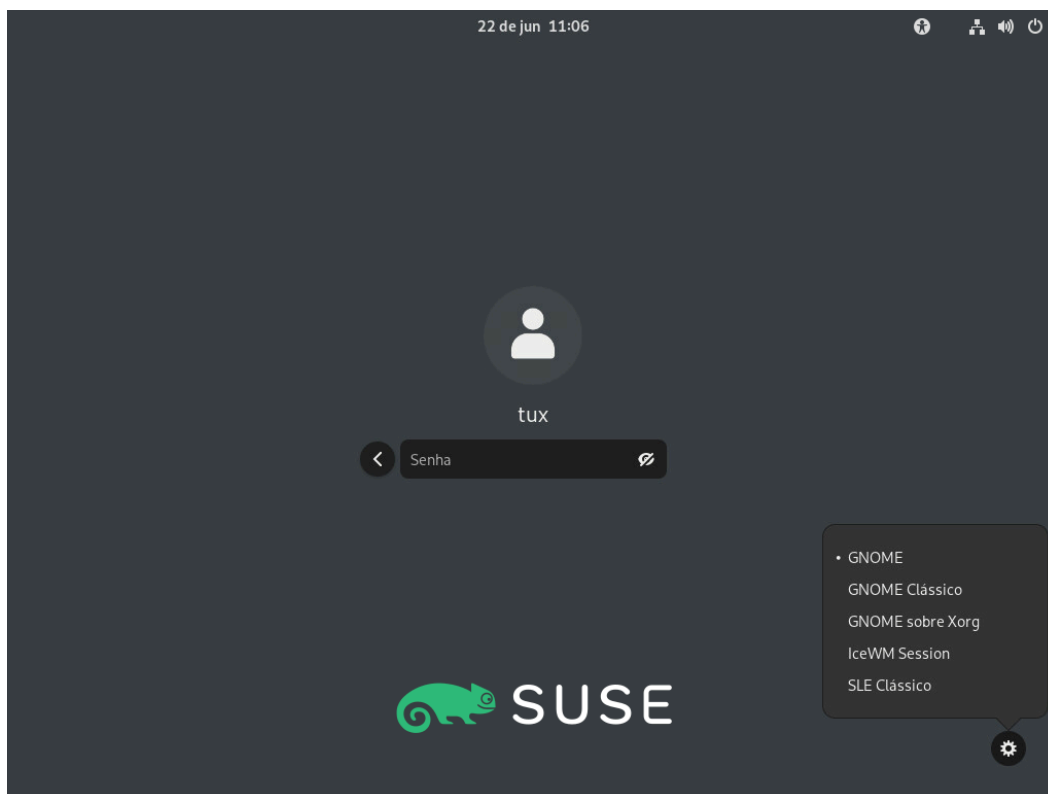 22 de jun 11:06
tux
Senha
GNOME
GNOME Clássico
GNOME sobre Xorg
IceWM Session
SLE Clássico
SUSE